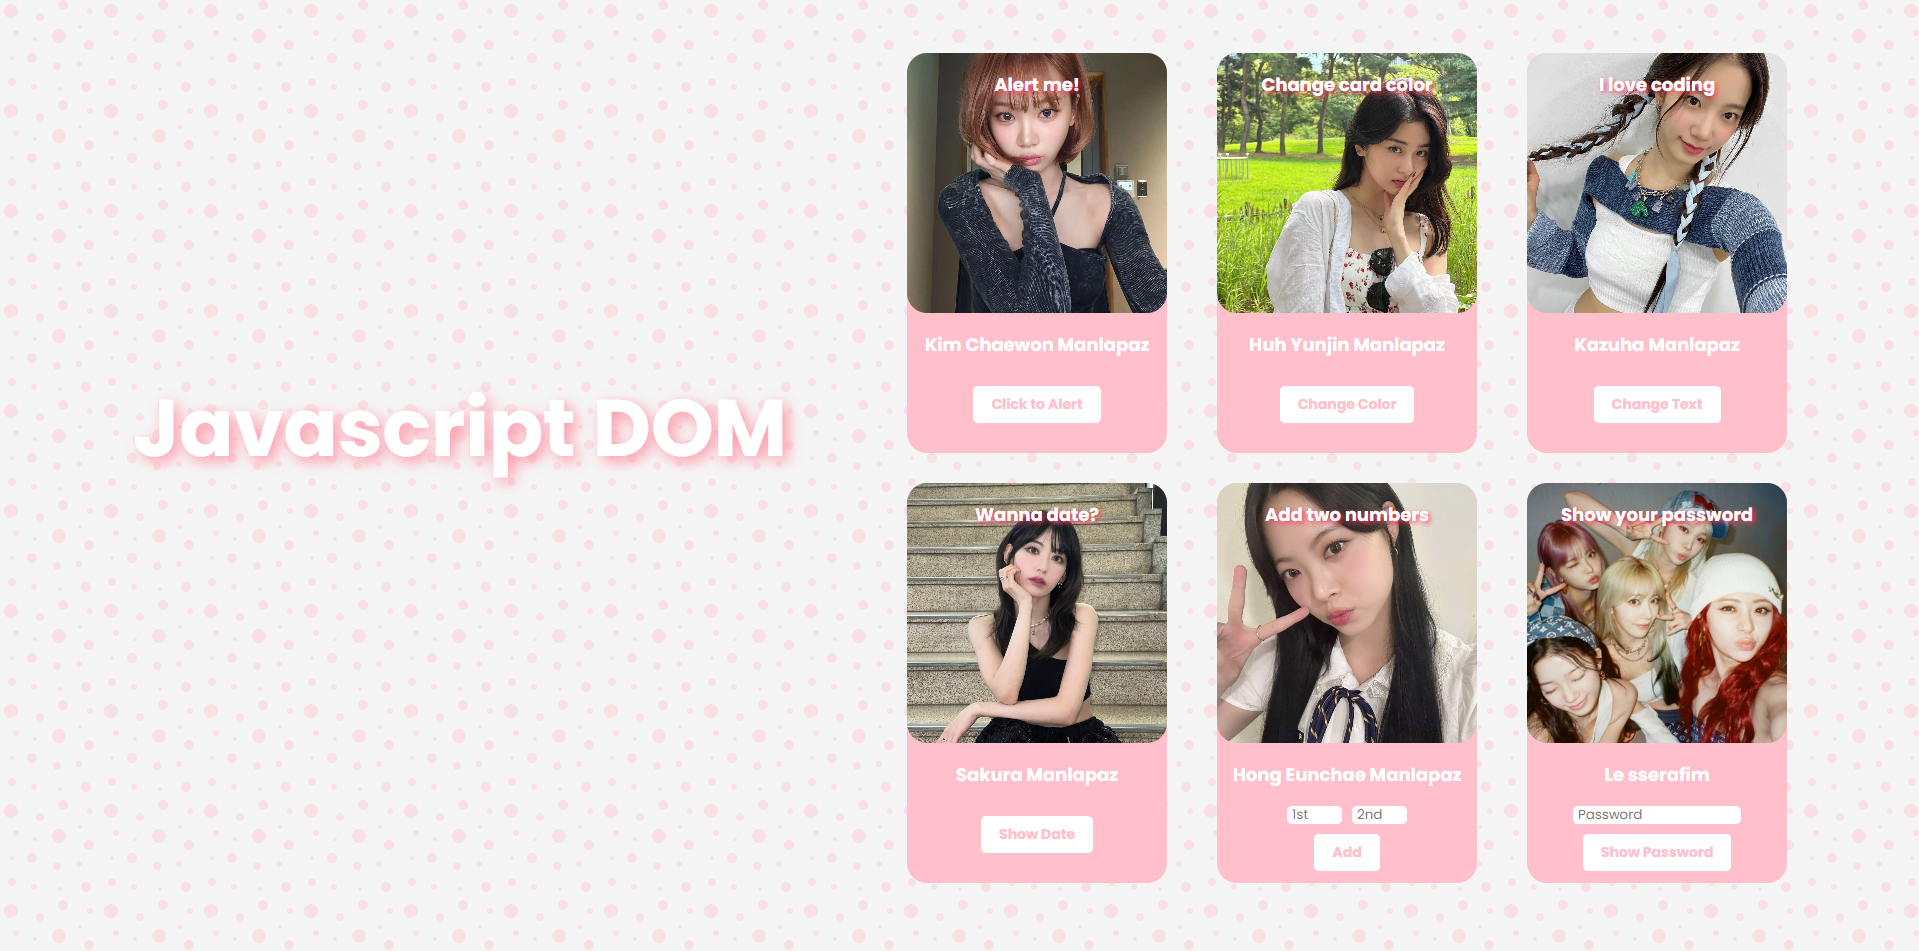 Javascript DOM
Alert me!
Kim Chaewon Manlapaz
Click to Alert
Change card color
Huh Yunjin Manlapaz
Change Color
I love coding
Kazuha Manlapaz
Change Text
Wanna date?
Sakura Manlapaz
Show Date
Add two numbers
Hong Eunchae Manlapaz
1st 2nd
Add
Show your password
Le sserafim
Password
Show Password